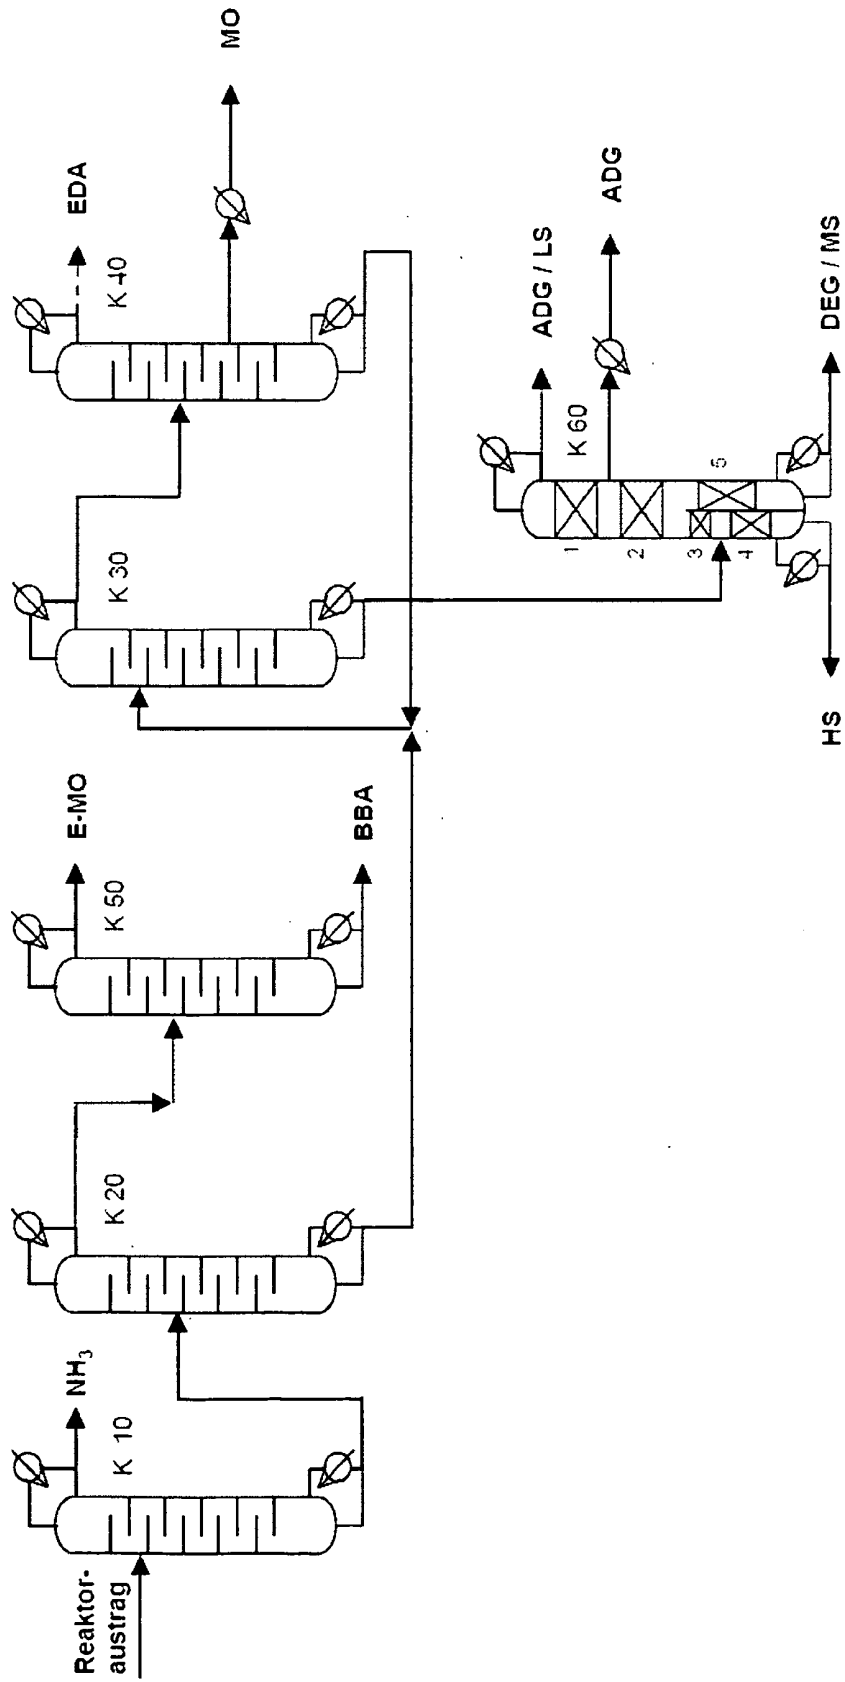 Reaktor-
austrag
NH3
K 10
K 20
E-MO
K 50
BBA
K 30
EDA
K 40
MO
ADG / LS
K 60
ADG
1
2
3
4
5
DEG / MS
HS